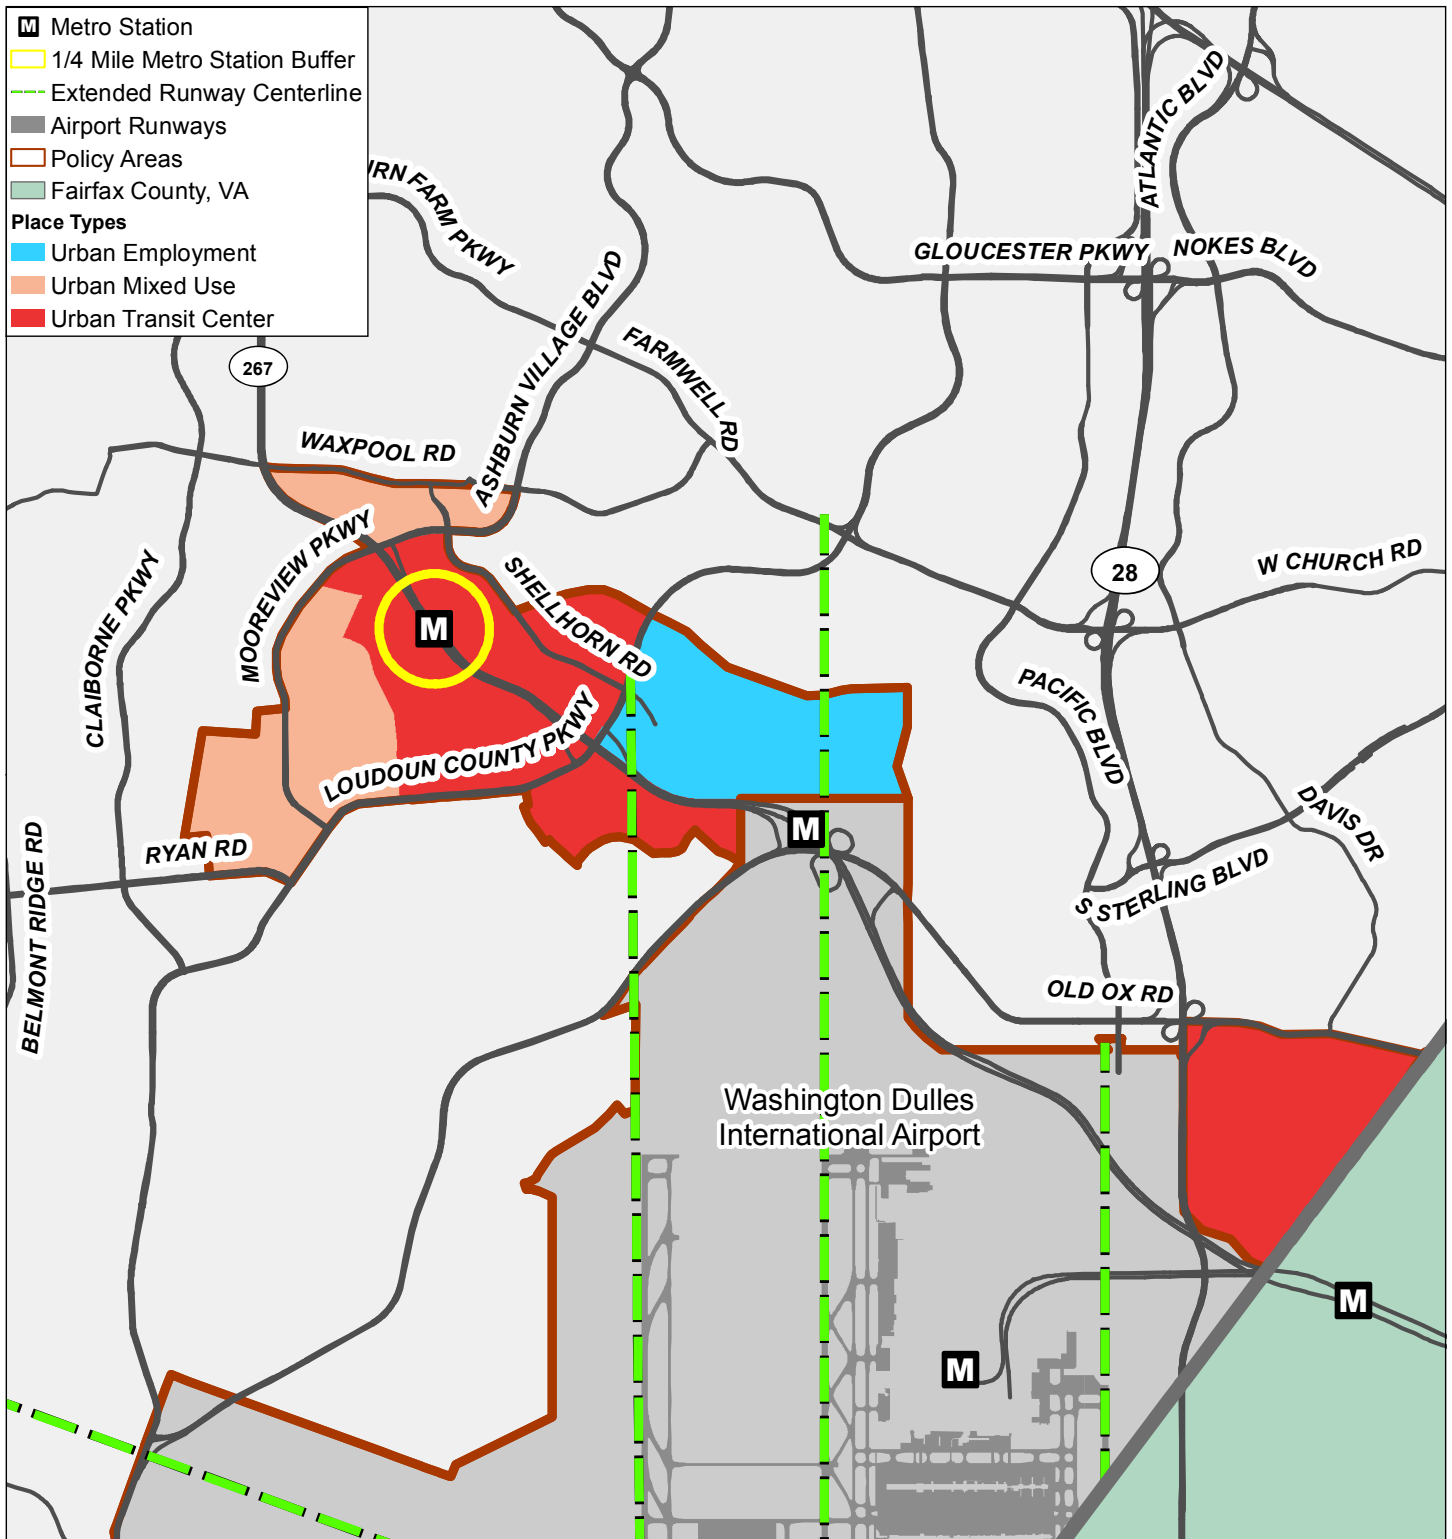 M Metro Station
1/4 Mile Metro Station Buffer
Extended Runway Centerline
Airport Runways
Policy Areas
Fairfax County, VA
Place Types
Urban Employment
Urban Mixed Use
Urban Transit Center
FARM PKWY
ATLANTIC BLVD
GLOUCESTER PKWY
NOKES BLVD
ASHBURN VILLAGE BLVD
FARMWELL RD
267
WAXPOOL RD
MOOREVIEW PKWY
CLAIBORNE PKWY
SHELLHORN RD
M
28
W CHURCH RD
LOUDOUN COUNTY PKWY
PACIFIC BLVD
DAVIS DR
M
RYAN RD
BELMONT RIDGE RD
S STERLING BLVD
OLD OX RD
Washington Dulles
International Airport
M
M